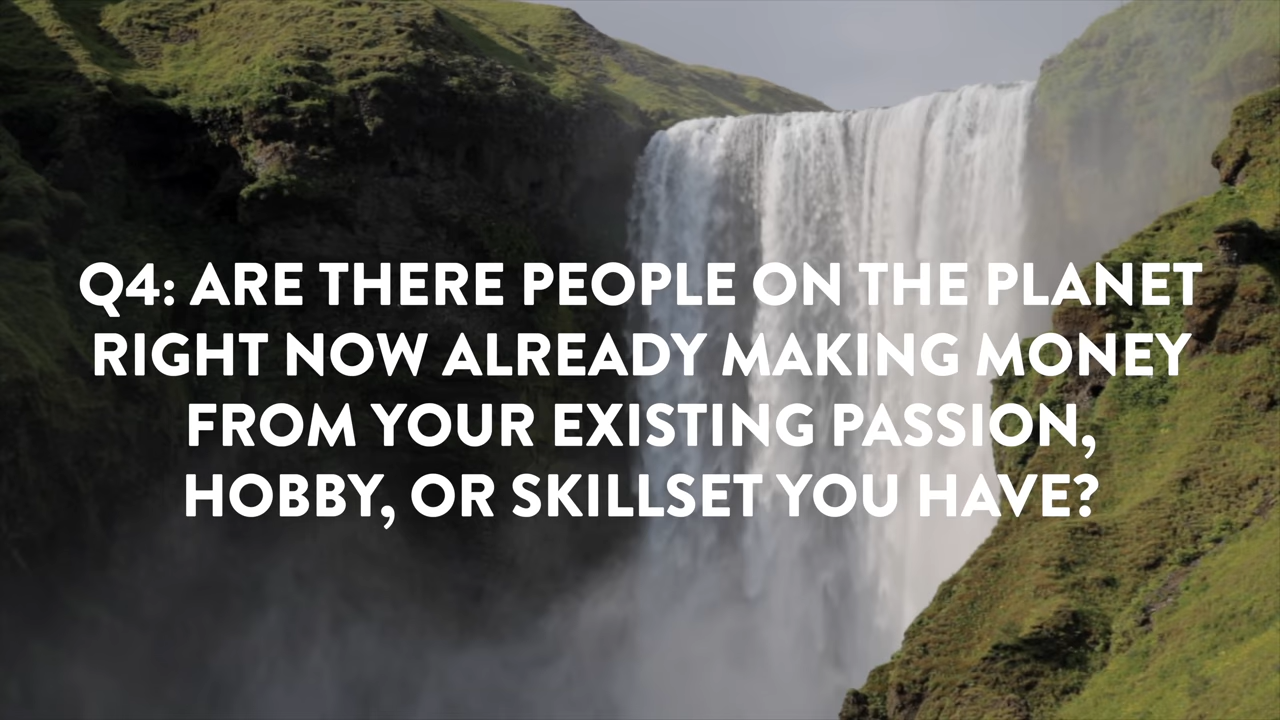 Q4: ARE THERE PEOPLE ON THE PLANET
RIGHT NOW ALREADY MAKING MONEY
FROM YOUR EXISTING PASSION,
HOBBY, OR SKILLSET YOU HAVE?